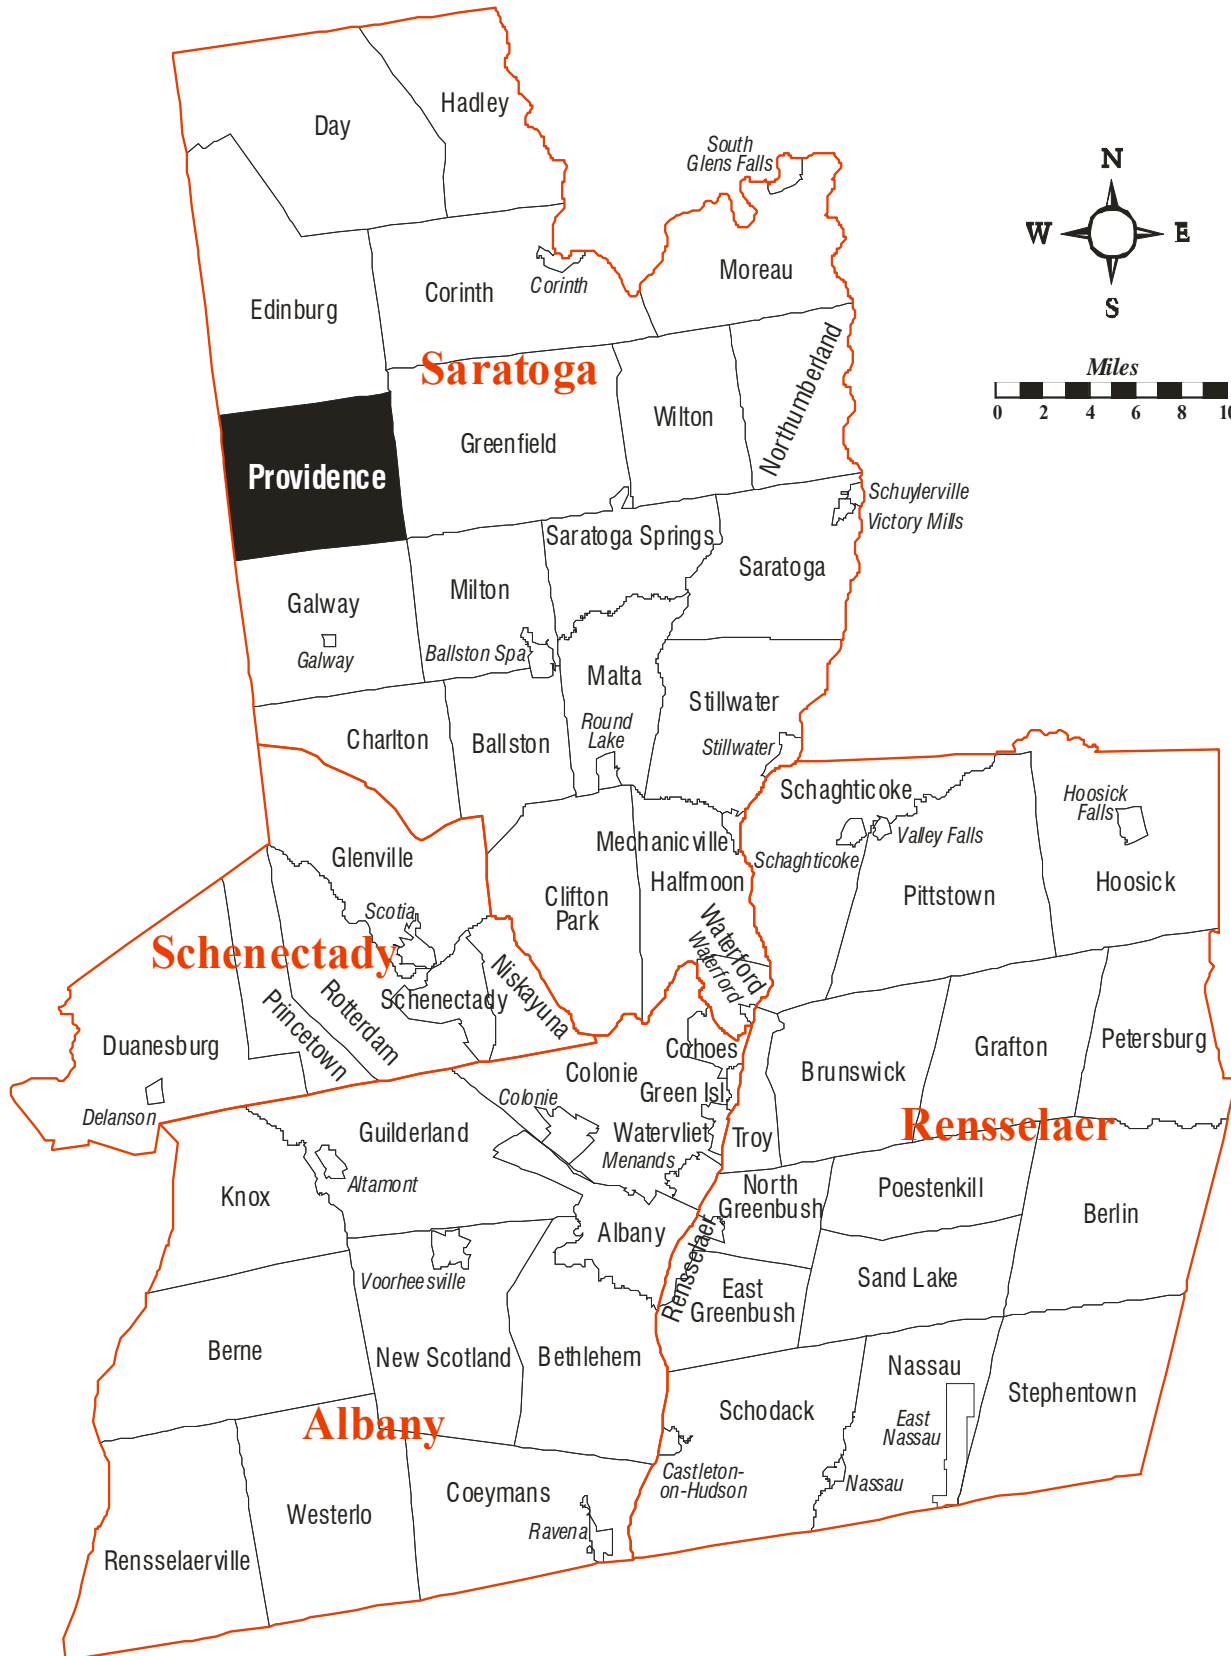 Hadley
Day
South
Glens Falls
N
W
E
S
Moreau
Corinth
Corinth
Edinburg
Saratoga
Northumberland
Miles
0 2 4 6 8 10
Wilton
Greenfield
Providence
Schuylerville
Victory Mills
Saratoga Springs
Saratoga
Milton
Galway
Galway
Ballston Spa
Malta
Stillwater
Round
Lake
Stillwater
Charlton
Ballston
Schaghticoke
Hoosick
Falls
Mechanicville
Valley Falls
Schaghticoke
Glenville
Halfmoon
Hoosick
Clifton
Park
Pittstown
Scotia
Waterford
Waterford
Schenectady
Niskayuna
Schenectady
Rotterdam
Princetown
Duanesburg
Cohoes
Grafton
Petersburg
Colonie
Brunswick
Green Isl.
Colonie
Delanson
Rensselaer
Guilderland
Watervliet
Troy
Menands
Altamont
Knox
North
Greenbush
Poestenkill
Berlin
Albany
Rensselaer
Voorheesville
Sand Lake
East
Greenbush
Berne
New Scotland
Bethlehem
Nassau
Stephentown
Schodack
Albany
East
Nassau
Castleton-
on-Hudson
Nassau
Coeymans
Westerlo
Ravena
Rensselaerville